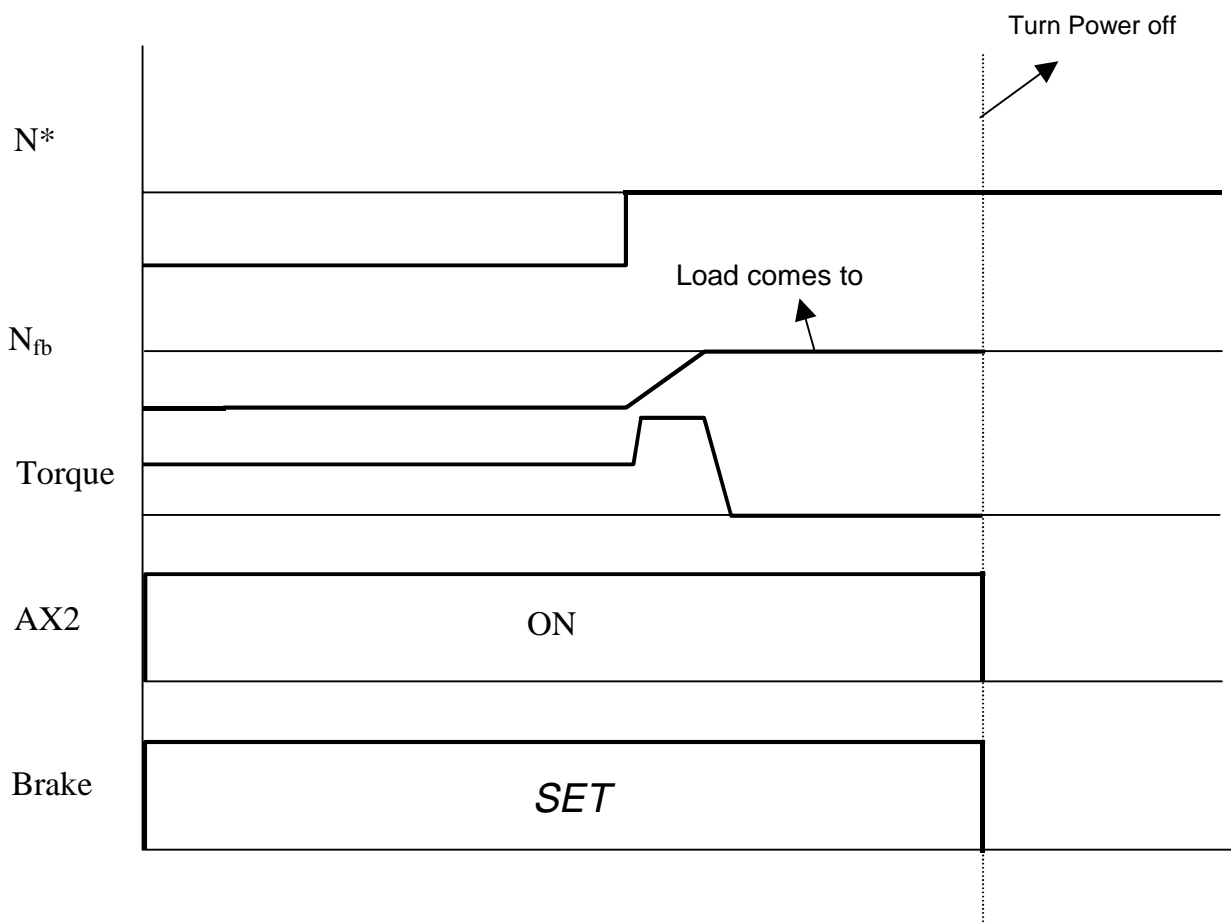 Turn Power off
N*
Load comes to
Nfb
Torque
AX2
ON
Brake
SET